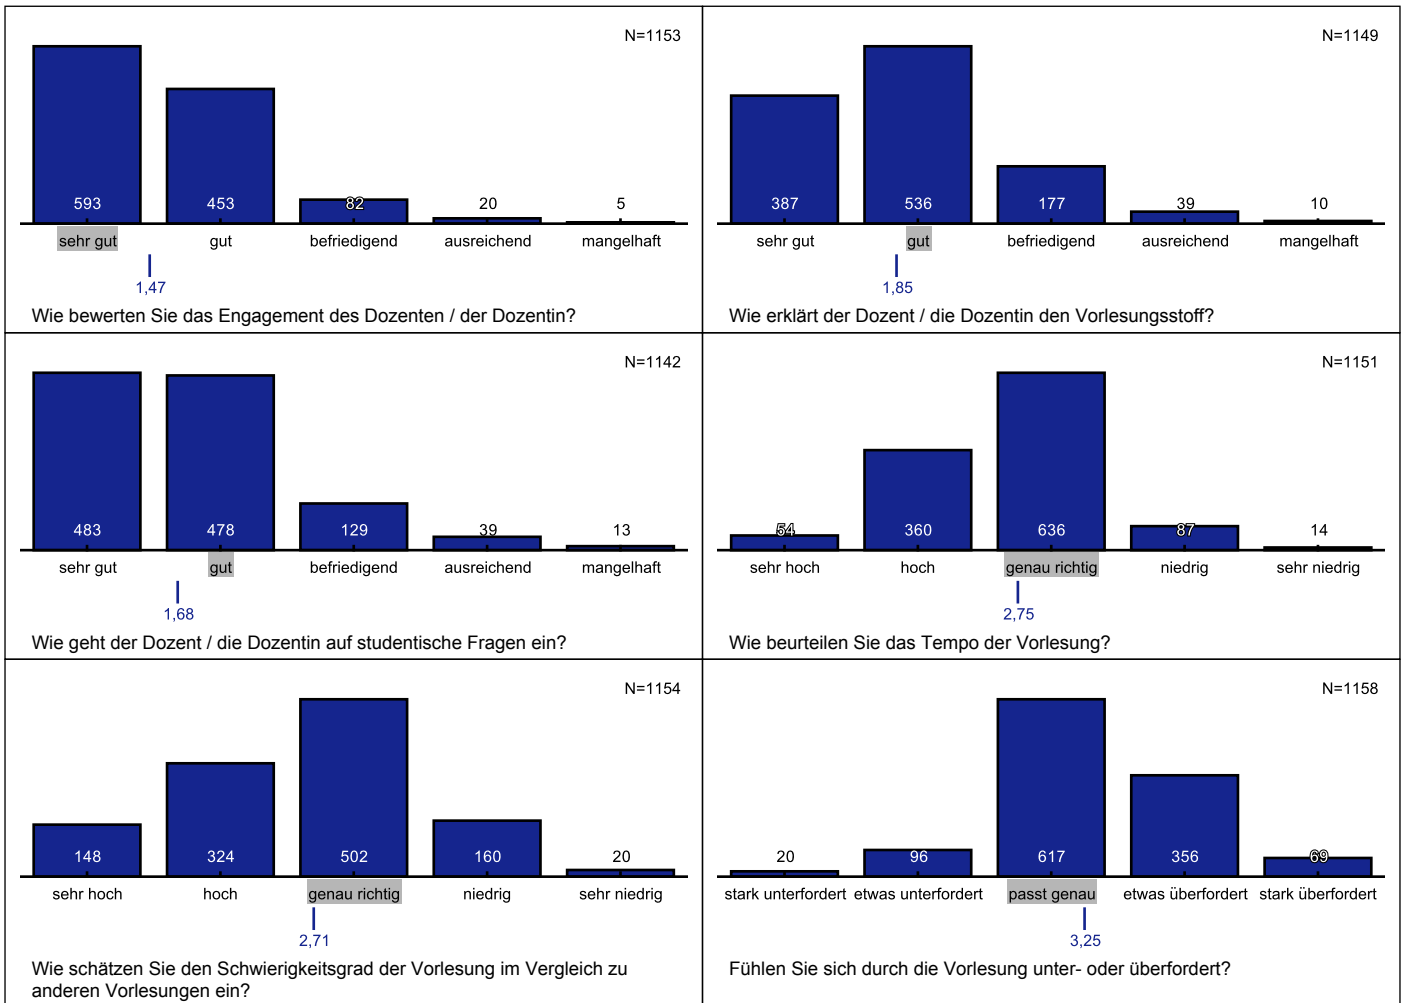 N=1153
593 453 82 20 5
sehr gut gut befriedigend ausreichend mangelhaft
1,47
Wie bewerten Sie das Engagement des Dozenten / der Dozentin?
N=1149
387 536 177 39 10
sehr gut gut befriedigend ausreichend mangelhaft
1,85
Wie erklärt der Dozent / die Dozentin den Vorlesungsstoff?
N=1142
483 478 129 39 13
sehr gut gut befriedigend ausreichend mangelhaft
1,68
Wie geht der Dozent / die Dozentin auf studentische Fragen ein?
N=1151
54 360 636 87 14
sehr hoch hoch genau richtig niedrig sehr niedrig
2,75
Wie beurteilen Sie das Tempo der Vorlesung?
N=1154
148 324 502 160 20
sehr hoch hoch genau richtig niedrig sehr niedrig
2,71
Wie schätzen Sie den Schwierigkeitsgrad der Vorlesung im Vergleich zu
anderen Vorlesungen ein?
N=1158
20 96 617 356 69
stark unterfordert etwas unterfordert passt genau etwas überfordert stark überfordert
3,25
Fühlen Sie sich durch die Vorlesung unter- oder überfordert?